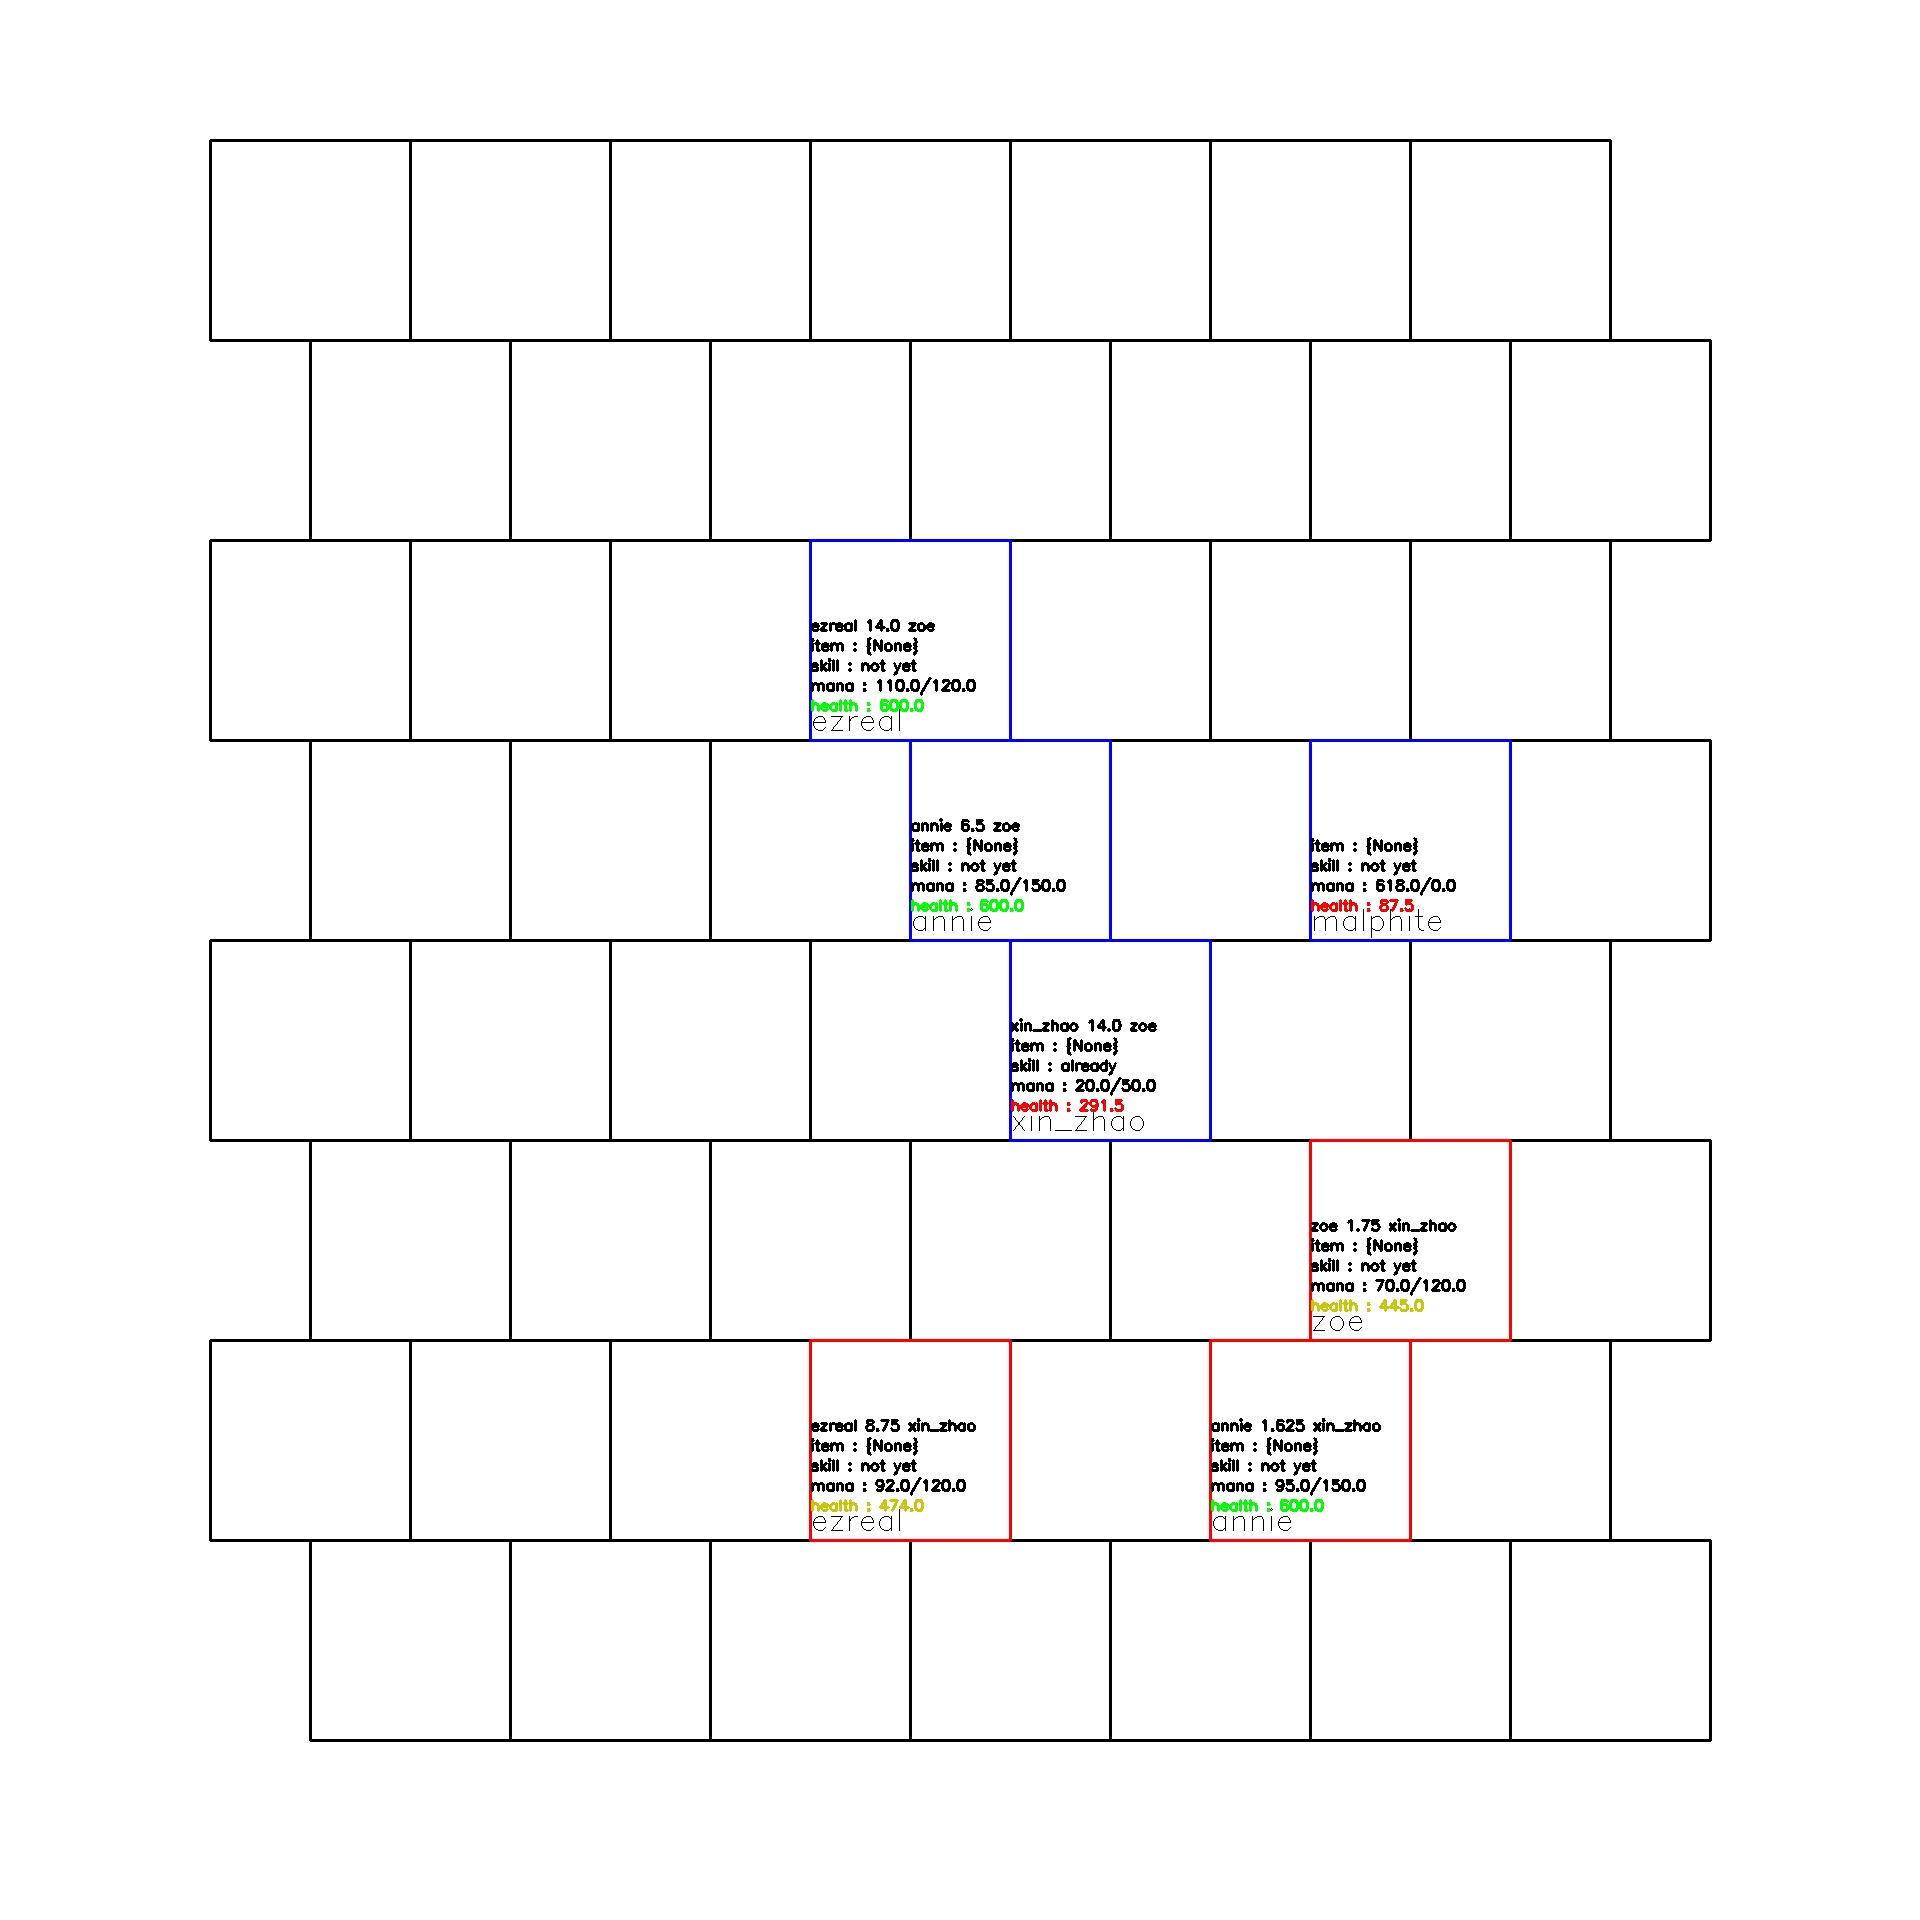 ezreal 14.0 zoe
item : {None}
skill : not yet
mana : 110.0/120.0
health : 600.0
ezreal
annie 6.5 zoe
item : {None}
skill : not yet
mana : 85.0/150.0
health : 600.0
annie
item : {None}
skill : not yet
mana : 618.0/0.0
health : 87.5
malphite
xin_zhao 14.0 zoe
item : {None}
skill : already
mana : 20.0/50.0
health : 291.5
xin_zhao
zoe 1.75 xin_zhao
item : {None}
skill : not yet
mana : 70.0/120.0
health : 445.0
zoe
ezreal 8.75 xin_zhao
item : {None}
skill : not yet
mana : 92.0/120.0
health : 474.0
ezreal
annie 1.625 xin_zhao
item : {None}
skill : not yet
mana : 95.0/150.0
health : 600.0
annie